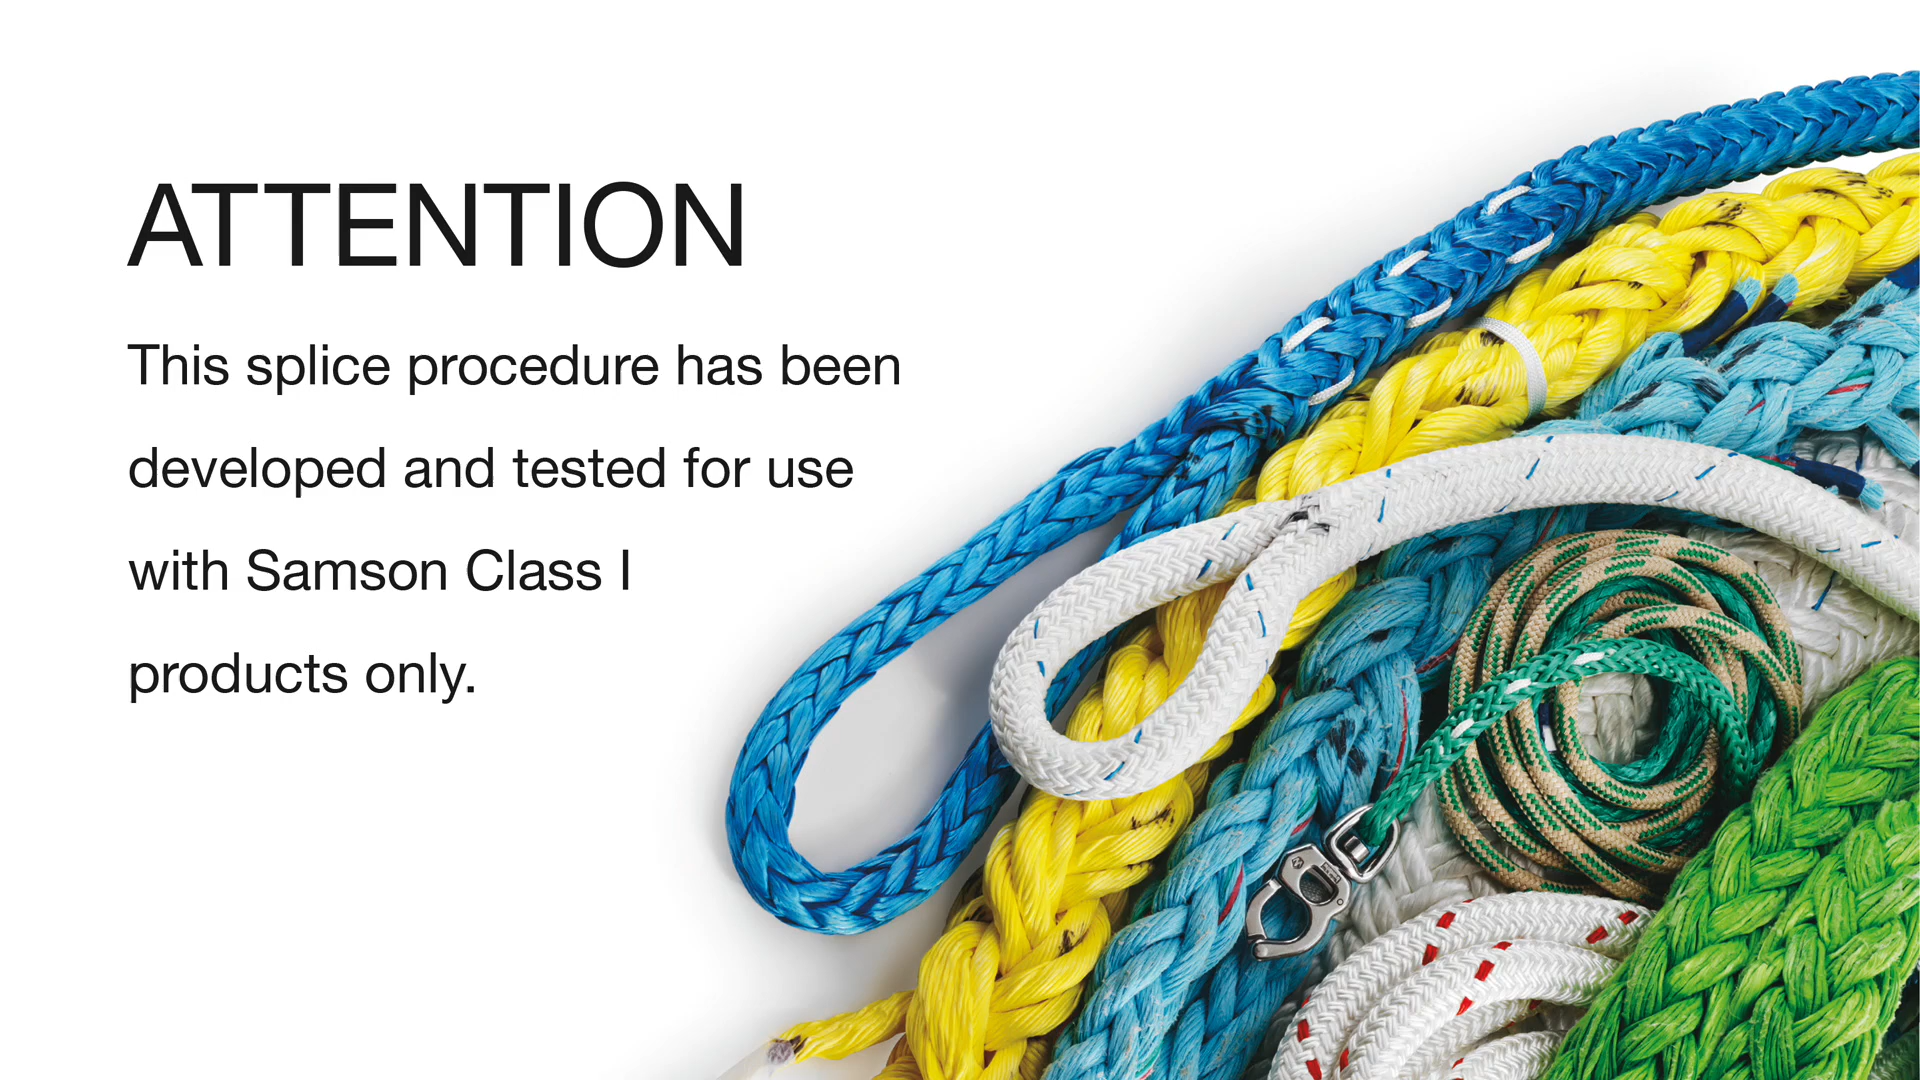 ATTENTION
This splice procedure has been
developed and tested for use
with Samson Class I
products only.